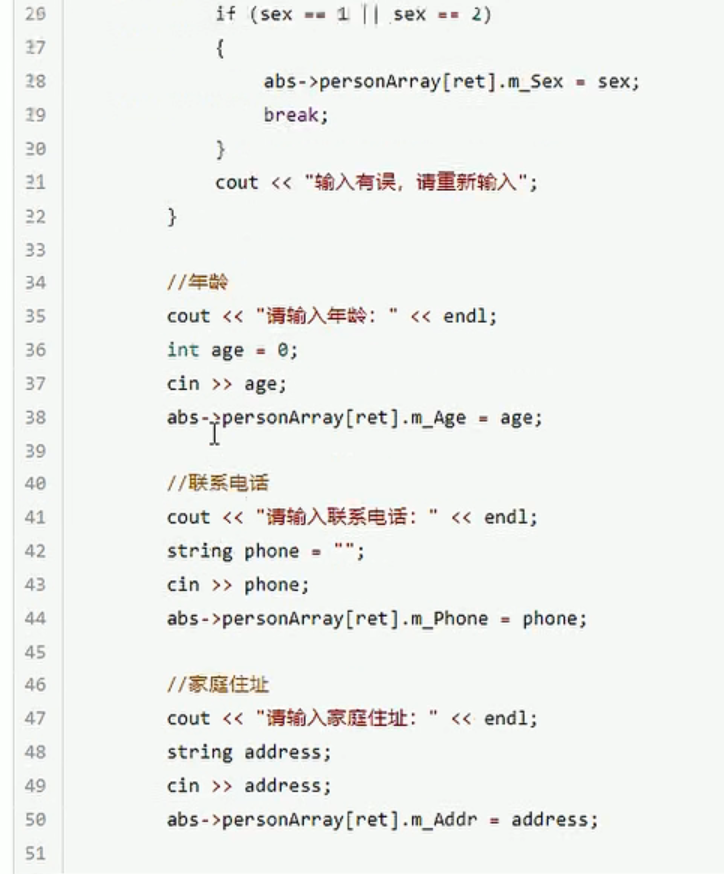 26 if (sex == 1 || sex == 2)
27 {
28 abs->personArray[ret].m_Sex = sex;
29 break;
30 }
31 cout << "输入有误，请重新输入";
32 }
33
34 //年龄
35 cout << "请输入年龄：" << endl;
36 int age = 0;
37 cin >> age;
38 abs->personArray[ret].m_Age = age;
39
40 //联系电话
41 cout << "请输入联系电话：" << endl;
42 string phone = "";
43 cin >> phone;
44 abs->personArray[ret].m_Phone = phone;
45
46 //家庭住址
47 cout << "请输入家庭住址：" << endl;
48 string address;
49 cin >> address;
50 abs->personArray[ret].m_Addr = address;
51